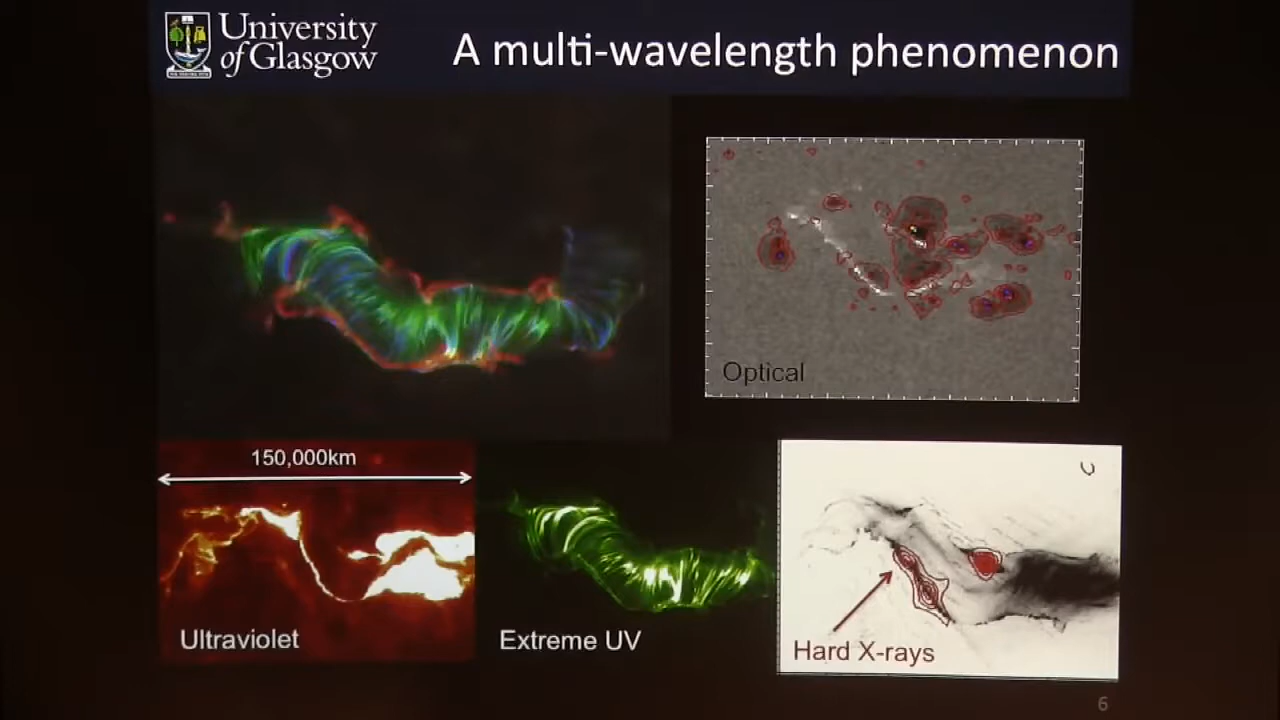 University
of Glasgow
A multi-wavelength phenomenon
Optical
150,000km
Ultraviolet
Extreme UV
Hard X-rays
6